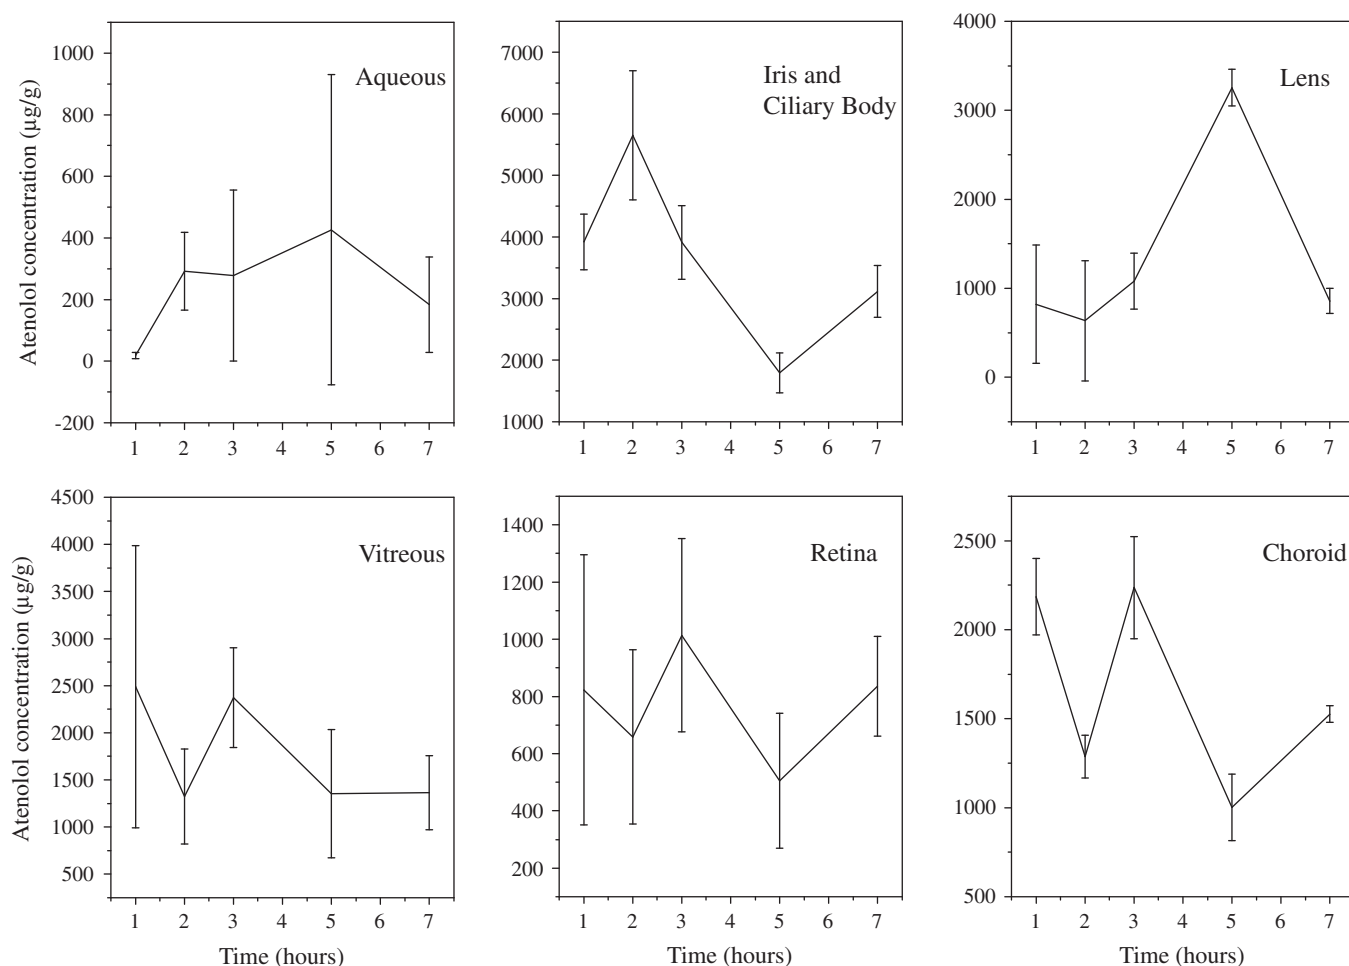 Atenolol concentration (µg/g)
1000
800
600
400
200
0
-200
Aqueous
1 2 3 4 5 6 7
7000
6000
5000
4000
3000
2000
1000
Iris and
Ciliary Body
1 2 3 4 5 6 7
4000
3000
2000
1000
0
Lens
1 2 3 4 5 6 7
Atenolol concentration (µg/g)
4500
4000
3500
3000
2500
2000
1500
1000
500
Vitreous
1 2 3 4 5 6 7
Time (hours)
1400
1200
1000
800
600
400
200
Retina
1 2 3 4 5 6 7
Time (hours)
2500
2000
1500
1000
500
Choroid
1 2 3 4 5 6 7
Time (hours)